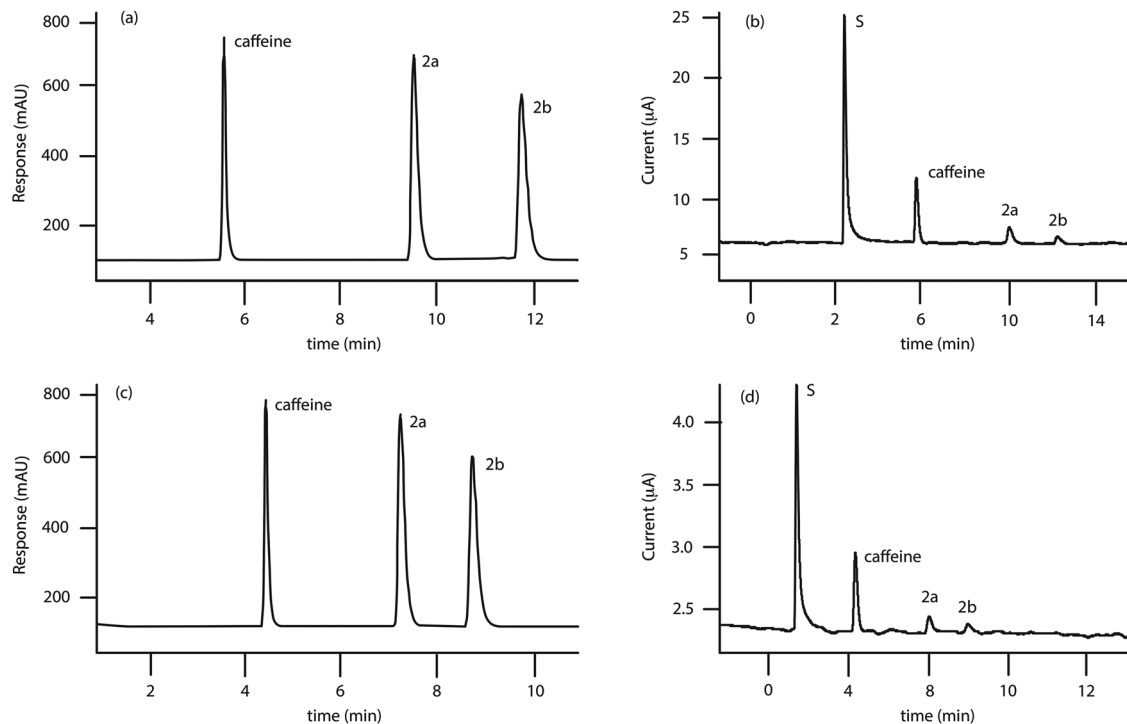 (a)
800
600
400
200
Response (mAU)
caffeine
2a
2b
4 6 8 10 12
time (min)
(b)
25
20
15
10
5
Current (μA)
S
caffeine
2a
2b
0 2 6 10 14
time (min)
(c)
800
600
400
200
Response (mAU)
caffeine
2a
2b
2 4 6 8 10
time (min)
(d)
4.0
3.5
3.0
2.5
Current (μA)
S
caffeine
2a
2b
0 4 8 10 12
time (min)